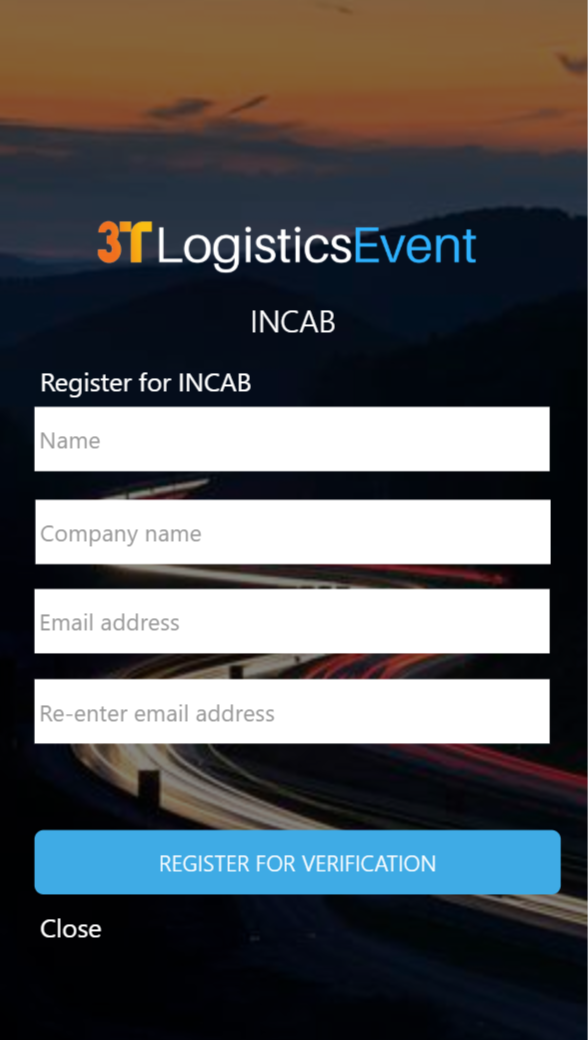 3T LogisticsEvent
INCAB
Register for INCAB
Name
Company name
Email address
Re-enter email address
REGISTER FOR VERIFICATION
Close